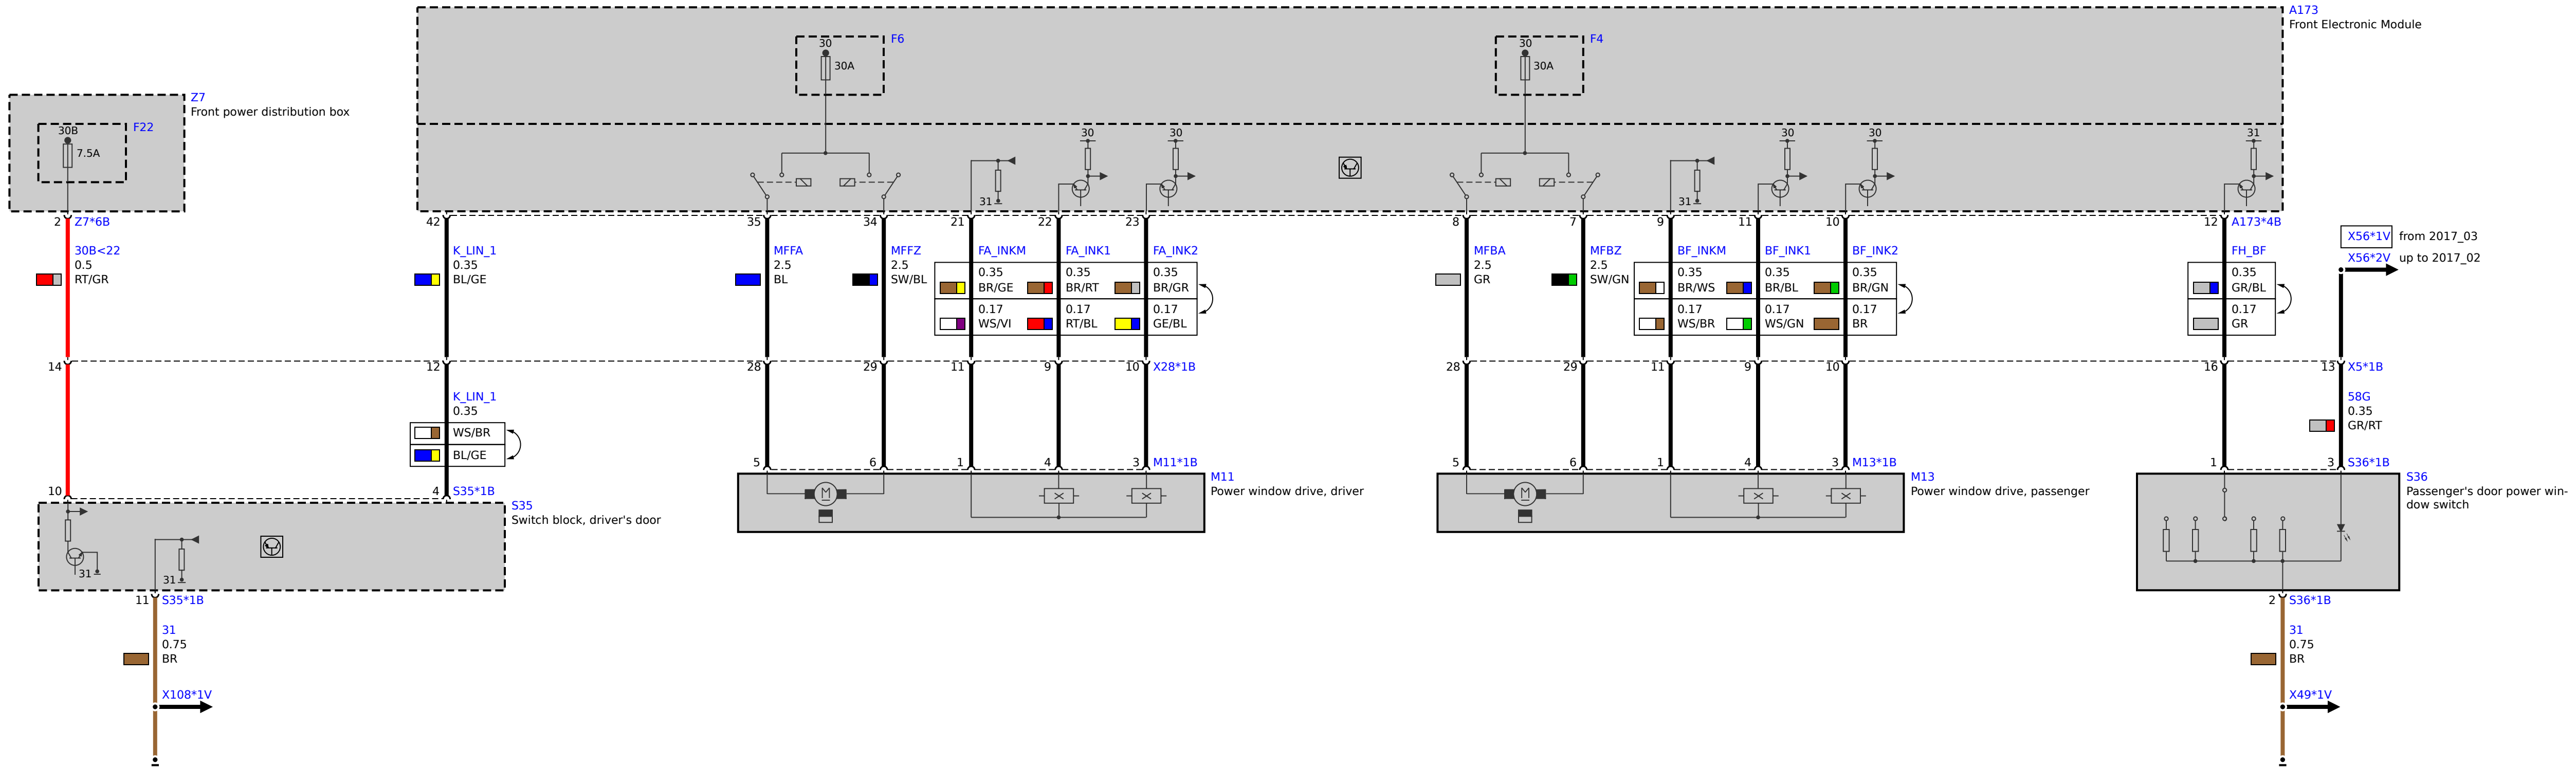 A173
Front Electronic Module
30
F6
30A
30
F4
30A
Z7
Front power distribution box
30B
F22
7.5A
30
30
31
30
30
31
31
2
Z7*6B
42
35
34
21
22
23
8
7
9
11
10
12
A173*4B
X56*1V
from 2017_03
X56*2V
up to 2017_02
30B<22
0.5
RT/GR
K_LIN_1
0.35
BL/GE
MFFA
2.5
BL
MFFZ
2.5
SW/BL
FA_INKM
0.35
BR/GE
0.17
WS/VI
FA_INK1
0.35
BR/RT
0.17
RT/BL
FA_INK2
0.35
BR/GR
0.17
GE/BL
MFBA
2.5
GR
MFBZ
2.5
SW/GN
BF_INKM
0.35
BR/WS
0.17
WS/BR
BF_INK1
0.35
BR/BL
0.17
WS/GN
BF_INK2
0.35
BR/GN
0.17
BR
FH_BF
0.35
GR/BL
0.17
GR
14
12
28
29
11
9
10
X28*1B
28
29
11
9
10
16
13
X5*1B
K_LIN_1
0.35
WS/BR
BL/GE
58G
0.35
GR/RT
10
4
S35*1B
5
6
1
4
3
M11*1B
5
6
1
4
3
M13*1B
1
3
S36*1B
S35
Switch block, driver's door
31
31
M
M11
Power window drive, driver
M
M13
Power window drive, passenger
S36
Passenger's door power win-
dow switch
11
S35*1B
31
0.75
BR
X108*1V
2
S36*1B
31
0.75
BR
X49*1V